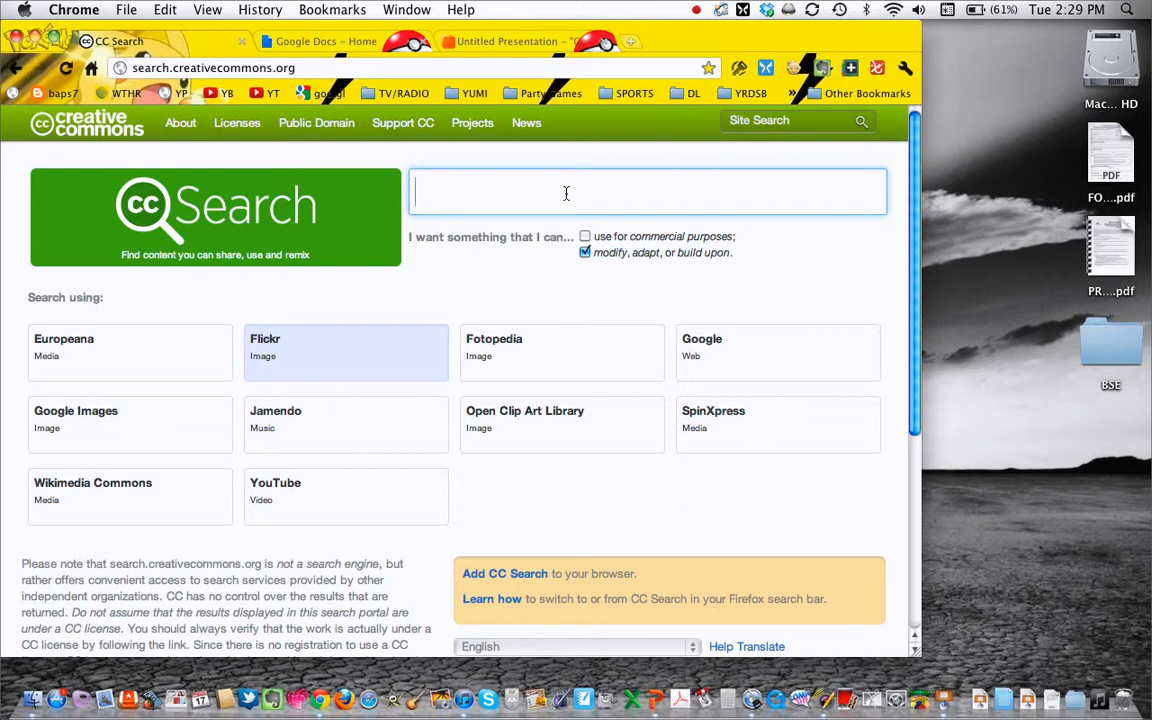 Chrome File Edit View History Bookmarks Window Help (61%) Tue 2:29 PM
CC Search Google Docs – Home Untitled Presentation – "
search.creativecommons.org
baps7 WTHR YP YB YT googl TV/RADIO YUMI Party Games SPORTS DL YRDSB » Other Bookmarks
creative commons About Licenses Public Domain Support CC Projects News Site Search
cc Search
Find content you can share, use and remix
I want something that I can... use for commercial purposes;
modify, adapt, or build upon.
Search using:
Europeana Flickr Fotopedia Google
Media Image Image Web
Google Images Jamendo Open Clip Art Library SpinXpress
Image Music Image Media
Wikimedia Commons YouTube
Media Video
Please note that search.creativecommons.org is not a search engine, but
rather offers convenient access to search services provided by other
independent organizations. CC has no control over the results that are
returned. Do not assume that the results displayed in this search portal are
under a CC license. You should always verify that the work is actually under a
CC license by following the link. Since there is no registration to use a CC
Add CC Search to your browser.
Learn how to switch to or from CC Search in your Firefox search bar.
English Help Translate
Mac... HD
PDF
FO....pdf
PR....pdf
BSE
17